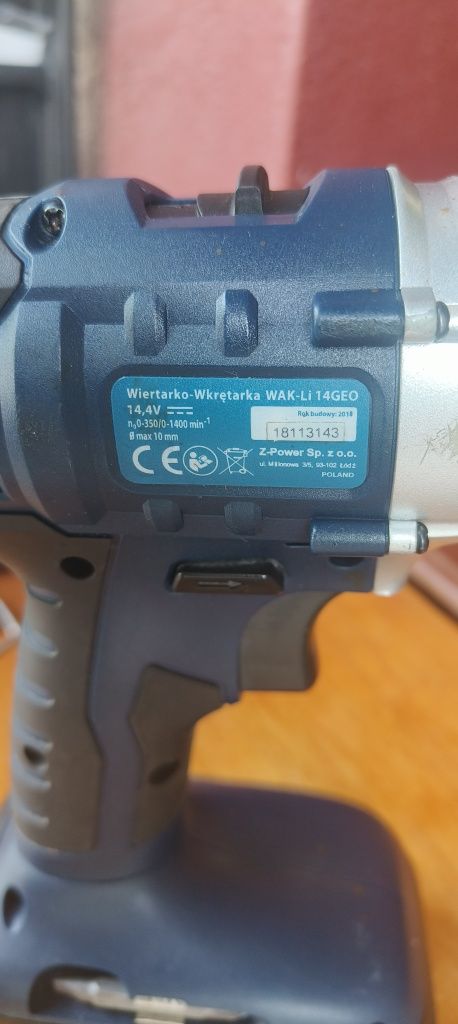 Wiertarko-Wkrętarka WAK-Li 14GEO
14,4V
n₀0-350/0-1400 min⁻¹
Ø max 10 mm
Rok budowy: 2018
18113143
CE
Z-Power Sp. z o.o.
ul. Milionowa 3/5, 93-102 Łódź
POLAND